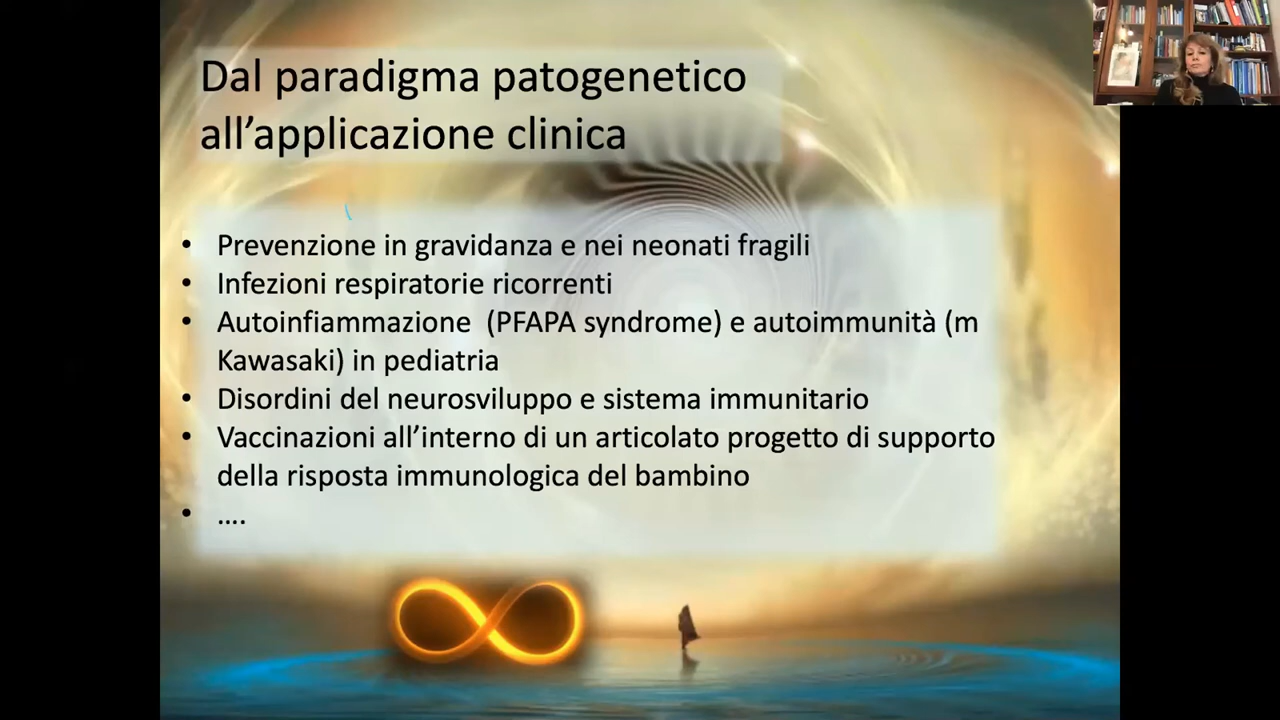 Dal paradigma patogenetico
all’applicazione clinica
• Prevenzione in gravidanza e nei neonati fragili
• Infezioni respiratorie ricorrenti
• Autoinfiammazione (PFAPA syndrome) e autoimmunità (m
Kawasaki) in pediatria
• Disordini del neurosviluppo e sistema immunitario
• Vaccinazioni all’interno di un articolato progetto di supporto
della risposta immunologica del bambino
• ….